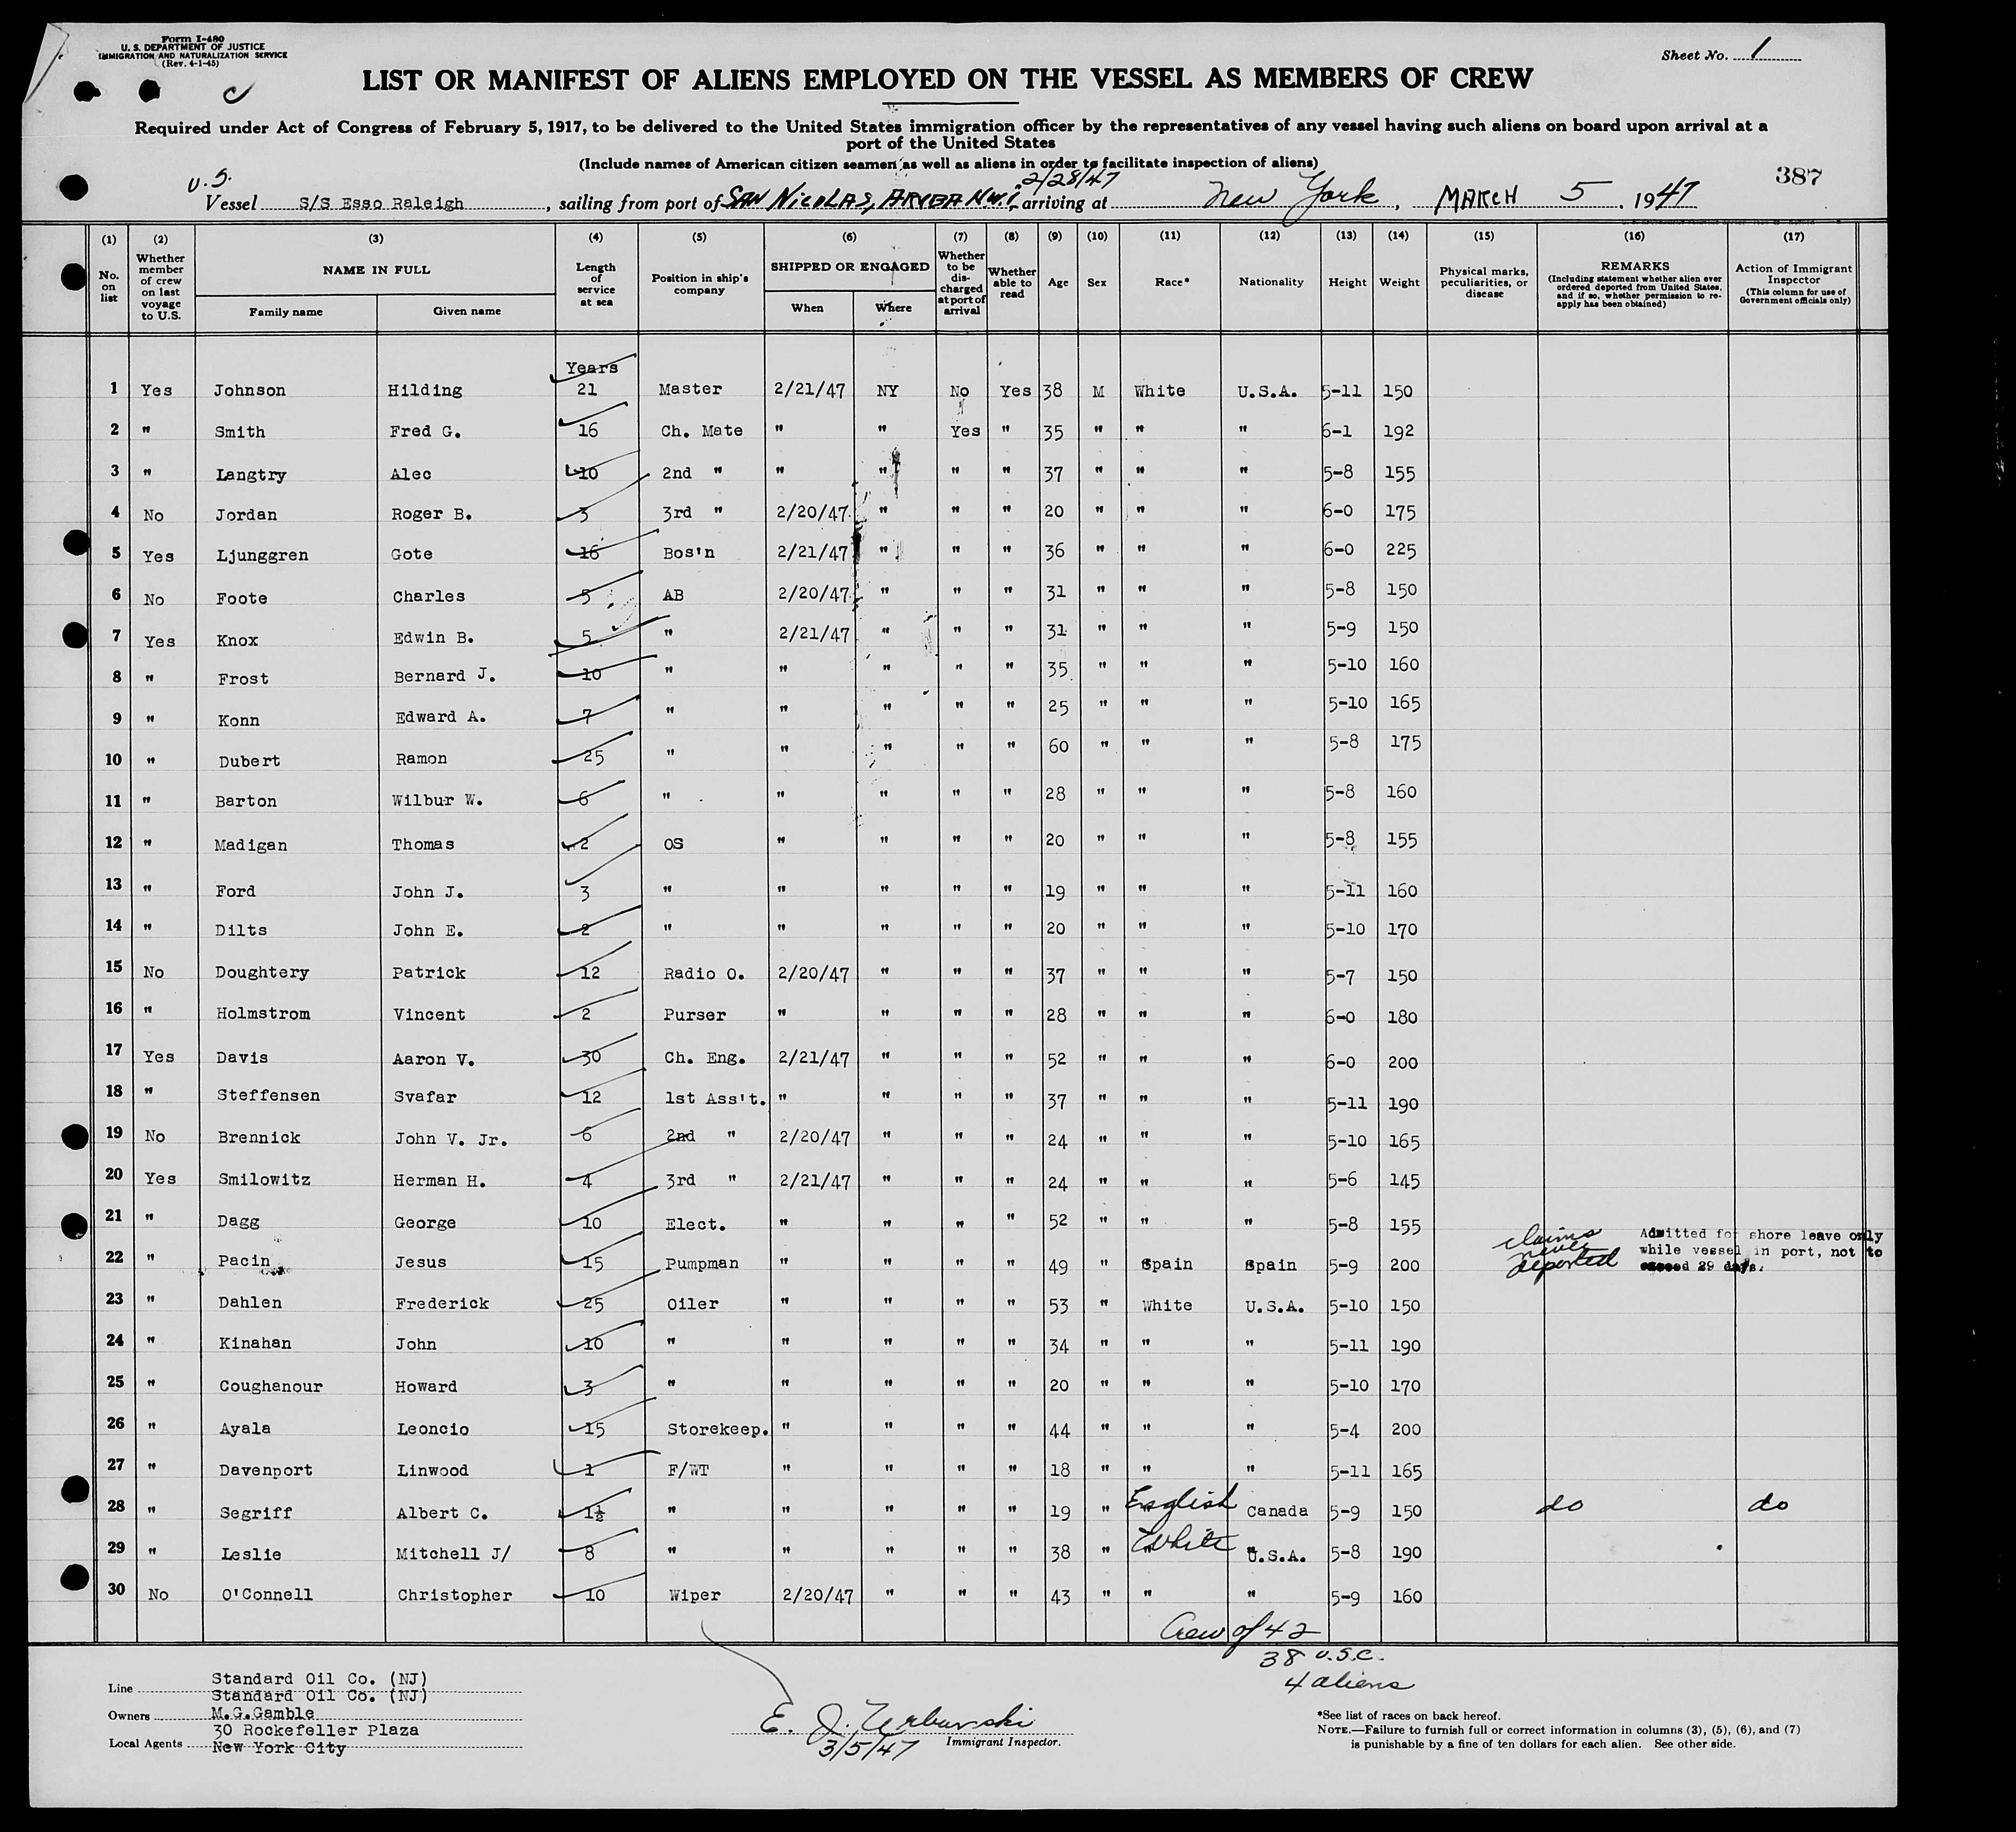 Form I-480
U. S. DEPARTMENT OF JUSTICE
IMMIGRATION AND NATURALIZATION SERVICE
(Rev. 4-1-45)
Sheet No. 1
LIST OR MANIFEST OF ALIENS EMPLOYED ON THE VESSEL AS MEMBERS OF CREW
Required under Act of Congress of February 5, 1917, to be delivered to the United States immigration officer by the representatives of any vessel having such aliens on board upon arrival at a
port of the United States
(Include names of American citizen seamen as well as aliens in order to facilitate inspection of aliens)
387
U.S. 2/28/47
Vessel S/S Esso Raleigh, sailing from port of SAN NICOLAS, ARUBA N.W.I., arriving at New York, MARCH 5, 1947
(1) No. on list
(2) Whether member of crew on last voyage to U.S.
(3) NAME IN FULL Family name Given name
(4) Length of service at sea
(5) Position in ship's company
(6) SHIPPED OR ENGAGED When Where
(7) Whether to be discharged at port of arrival
(8) Whether able to read
(9) Age
(10) Sex
(11) Race*
(12) Nationality
(13) Height
(14) Weight
(15) Physical marks, peculiarities, or disease
(16) REMARKS (Including statement whether alien ever ordered deported from United States, and if so, whether permission to re-apply has been obtained)
(17) Action of Immigrant Inspector (This column for use of Government officials only)
Years
1 Yes Johnson Hilding 21 Master 2/21/47 NY No Yes 38 M White U.S.A. 5-11 150
2 " Smith Fred G. 16 Ch. Mate " " Yes " 35 " " " 6-1 192
3 " Langtry Alec 10 2nd " " " " " 37 " " " 5-8 155
4 No Jordan Roger B. 3 3rd " 2/20/47 " " " 20 " " " 6-0 175
5 Yes Ljunggren Gote 16 Bos'n 2/21/47 " " " 36 " " " 6-0 225
6 No Foote Charles 5 AB 2/20/47 " " " 31 " " " 5-8 150
7 Yes Knox Edwin B. 5 " 2/21/47 " " " 31 " " " 5-9 150
8 " Frost Bernard J. 10 " " " " " 35 " " " 5-10 160
9 " Konn Edward A. 7 " " " " " 25 " " " 5-10 165
10 " Dubert Ramon 25 " " " " " 60 " " " 5-8 175
11 " Barton Wilbur W. 6 " " " " " 28 " " " 5-8 160
12 " Madigan Thomas 2 OS " " " " 20 " " " 5-8 155
13 " Ford John J. 3 " " " " " 19 " " " 5-11 160
14 " Dilts John E. 2 " " " " " 20 " " " 5-10 170
15 No Doughtery Patrick 12 Radio O. 2/20/47 " " " 37 " " " 5-7 150
16 " Holmstrom Vincent 2 Purser " " " " 28 " " " 6-0 180
17 Yes Davis Aaron V. 30 Ch. Eng. 2/21/47 " " " 52 " " " 6-0 200
18 " Steffensen Svafar 12 1st Ass't. " " " " 37 " " " 5-11 190
19 No Brennick John V. Jr. 6 2nd " 2/20/47 " " " 24 " " " 5-10 165
20 Yes Smilowitz Herman H. 4 3rd " 2/21/47 " " " 24 " " " 5-6 145
21 " Dagg George 10 Elect. " " " " 52 " " " 5-8 155
22 " Pacin Jesus 15 Pumpman " " " " 49 " Spain Spain 5-9 200 claims never deported Admitted for shore leave only while vessel in port, not to exceed 29 days.
23 " Dahlen Frederick 25 Oiler " " " " 53 " White U.S.A. 5-10 150
24 " Kinahan John 10 " " " " " 34 " " " 5-11 190
25 " Coughanour Howard 3 " " " " " 20 " " " 5-10 170
26 " Ayala Leoncio 15 Storekeep. " " " " 44 " " " 5-4 200
27 " Davenport Linwood 1 F/WT " " " " 18 " " " 5-11 165
28 " Segriff Albert C. 1½ " " " " " 19 " English Canada 5-9 150 do do
29 " Leslie Mitchell J/ 8 " " " " " 38 " White U.S.A. 5-8 190
30 No O'Connell Christopher 10 Wiper 2/20/47 " " " 43 " " " 5-9 160
Crew of 42
38 U.S.C.
4 aliens
Line Standard Oil Co. (NJ)
Standard Oil Co. (NJ)
Owners M.G.Gamble
30 Rockefeller Plaza
Local Agents New York City
E. J.
3/5/47 Immigrant Inspector.
*See list of races on back hereof.
NOTE.—Failure to furnish full or correct information in columns (3), (5), (6), and (7)
is punishable by a fine of ten dollars for each alien. See other side.